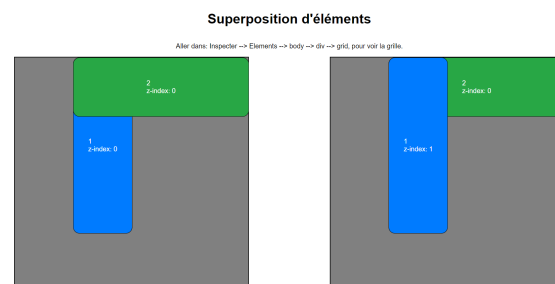 Superposition d'éléments
Aller dans: Inspecter --> Elements --> body --> div --> grid, pour voir la grille.
2
z-index: 0
1
z-index: 0
2
z-index: 0
1
z-index: 1